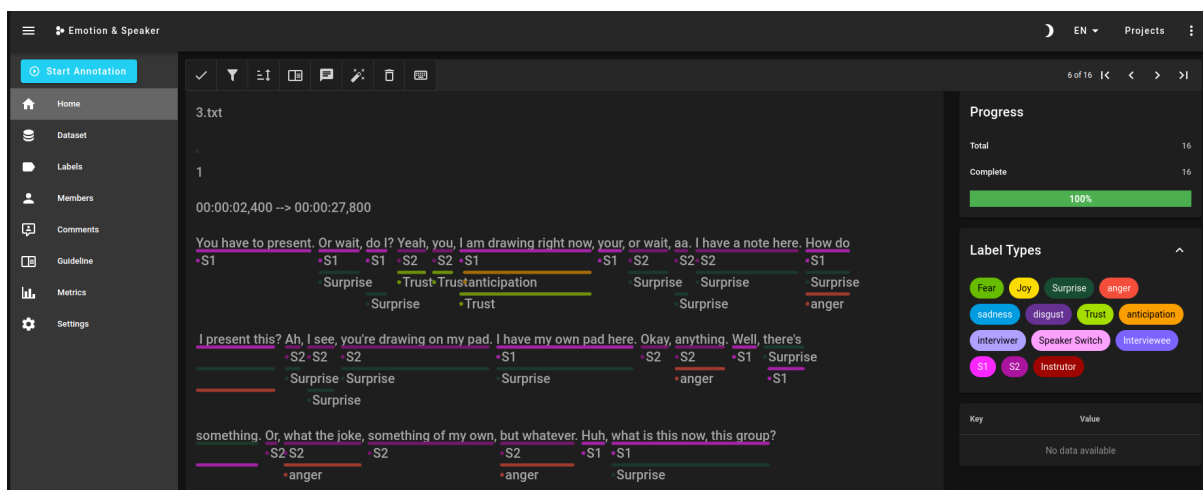 Emotion & Speaker
EN
Projects
Start Annotation
6 of 16
Home
Dataset
Labels
Members
Comments
Guideline
Metrics
Settings
3.txt
1
00:00:02,400 --> 00:00:27,800
You have to present. Or wait, do I? Yeah, you, I am drawing right now, your, or wait, aa. I have a note here. How do
•S1 •S1 •S1 •S2 •S2 •S1 •S1 •S2 •S2 •S2 •S1
•Surprise •Trust •Trust •anticipation •Surprise •Surprise •Surprise
•Surprise •Trust •Surprise •anger
I present this? Ah, I see, you're drawing on my pad. I have my own pad here. Okay, anything. Well, there's
•S2 •S2 •S2 •S1 •S2 •S2 •S1 •Surprise
•Surprise •Surprise •Surprise •anger •S1
•Surprise
something. Or, what the joke, something of my own, but whatever. Huh, what is this now, this group?
•S2 •S2 •S2 •S2 •S1 •S1
•anger •anger •Surprise
Progress
Total 16
Complete 16
100%
Label Types
Fear Joy Surprise anger
sadness disgust Trust anticipation
interviwer Speaker Switch Interviewee
S1 S2 Instrutor
Key Value
No data available